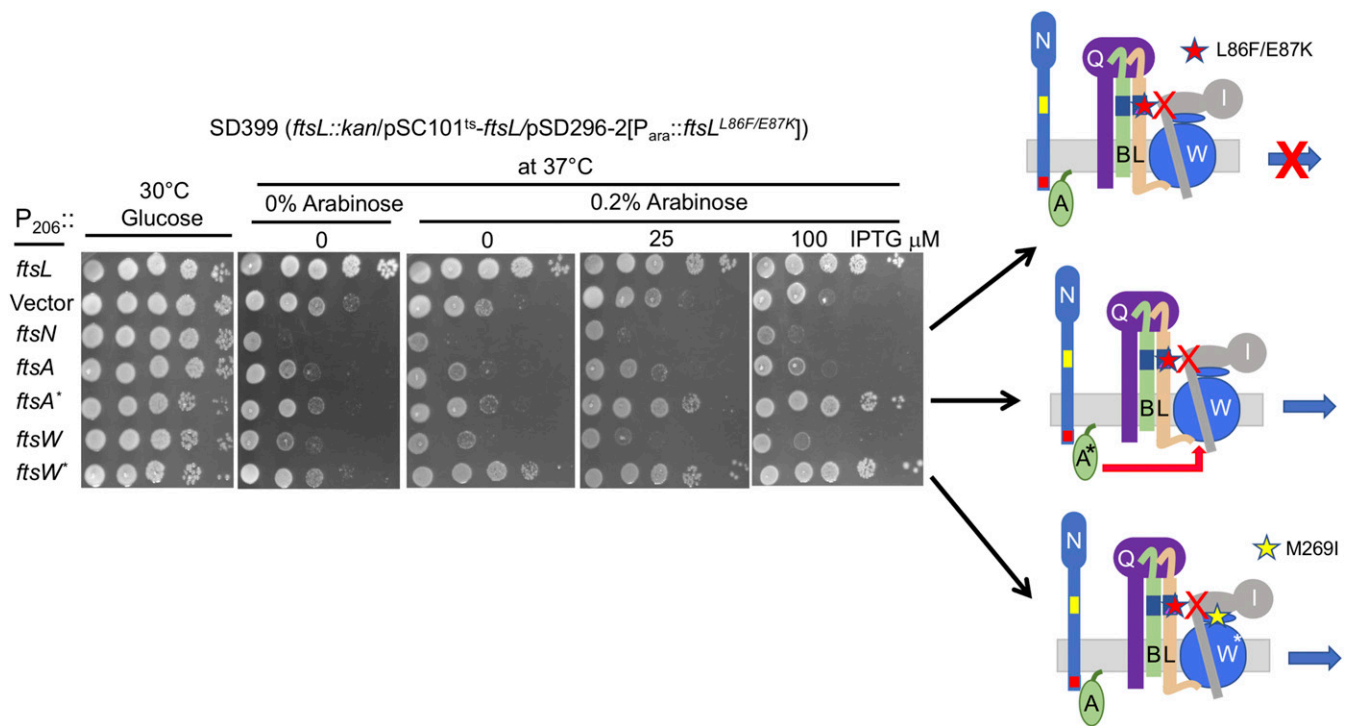 SD399 (ftsL::kan/pSC101ts-ftsL/pSD296-2[Para::ftsLL86F/E87K])
at 37°C
30°C
Glucose
0% Arabinose
0.2% Arabinose
P206::
0
0
25
100
IPTG µM
ftsL
Vector
ftsN
ftsA
ftsA*
ftsW
ftsW*
N
Q
L86F/E87K
I
B
L
W
A
X
X
N
Q
I
B
L
W
A*
X
N
Q
M269I
I
B
L
W*
A
X